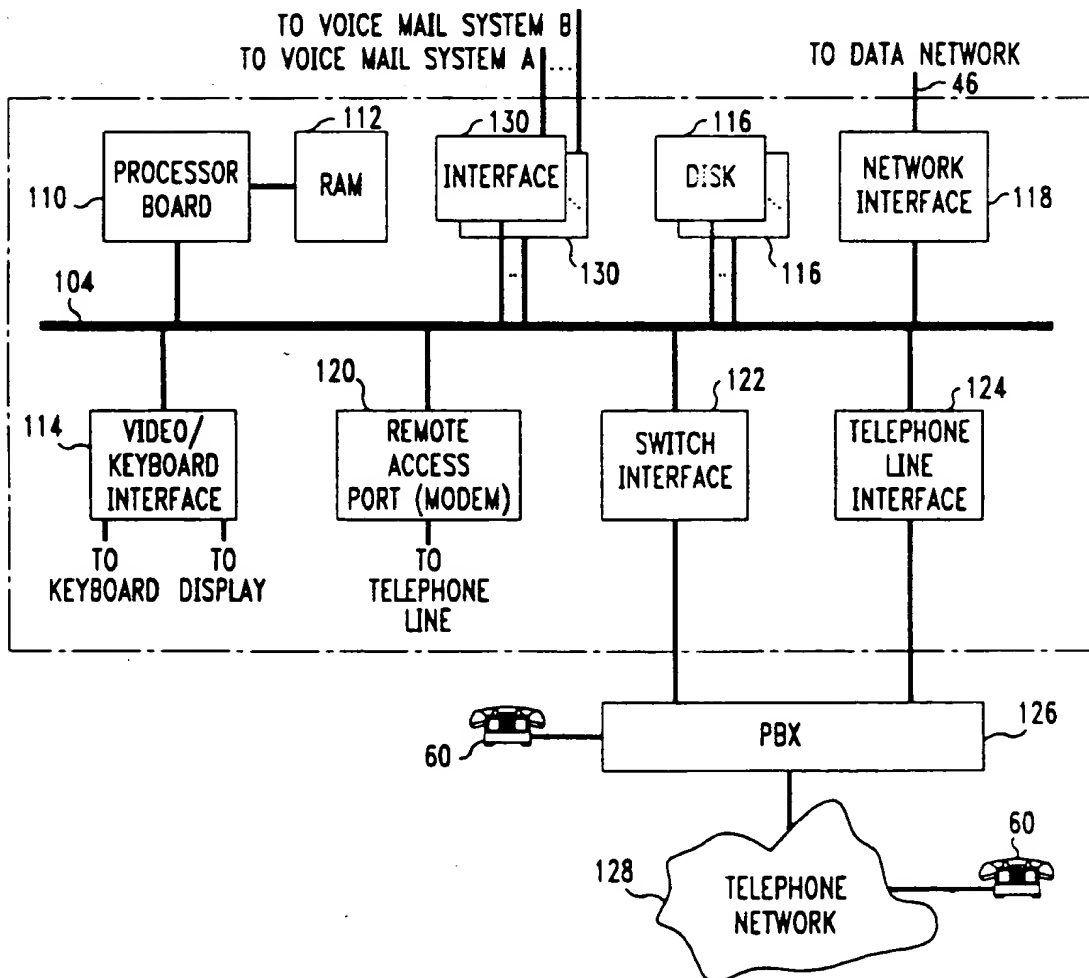 TO VOICE MAIL SYSTEM B
TO VOICE MAIL SYSTEM A
TO DATA NETWORK
46
112
130
116
PROCESSOR
BOARD
RAM
INTERFACE
DISK
NETWORK
INTERFACE
110
118
130
116
104
120
122
124
114
VIDEO/
KEYBOARD
INTERFACE
REMOTE
ACCESS
PORT (MODEM)
SWITCH
INTERFACE
TELEPHONE
LINE
INTERFACE
TO
KEYBOARD
TO
DISPLAY
TO
TELEPHONE
LINE
60
PBX
126
60
128
TELEPHONE
NETWORK